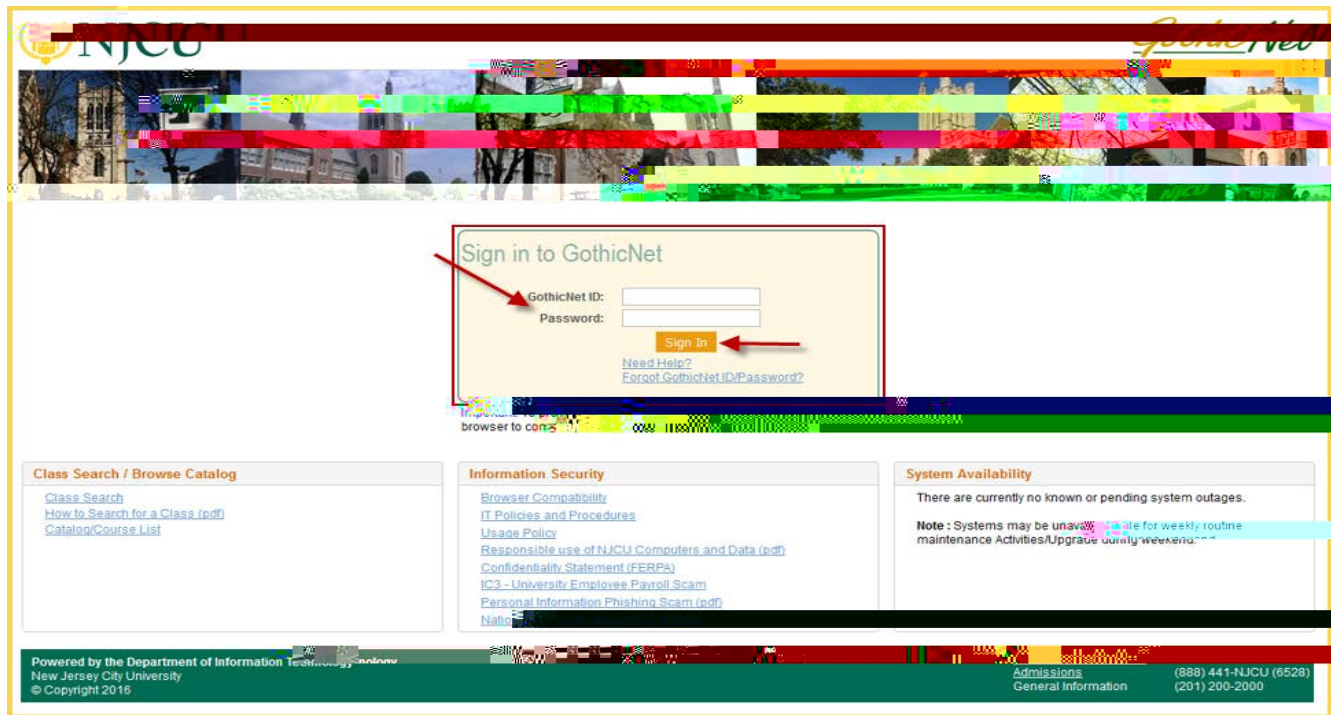 NJCU
GothicNet
Sign in to GothicNet
GothicNet ID:
Password:
Sign In
Need Help?
Forgot GothicNet ID/Password?
browser to
Class Search / Browse Catalog
Class Search
How to Search for a Class (pdf)
Catalog/Course List
Information Security
Browser Compatibility
IT Policies and Procedures
Usage Policy
Responsible use of NJCU Computers and Data (pdf)
Confidentiality Statement (FERPA)
IC3 - University Employee Payroll Scam
Personal Information Phishing Scam (pdf)
System Availability
There are currently no known or pending system outages.
Note : Systems may be for weekly routine
maintenance Activities/Upgrade during weekend.
Powered by the Department of Information
New Jersey City University
© Copyright 2016
Admissions (888) 441-NJCU (6528)
General Information (201) 200-2000